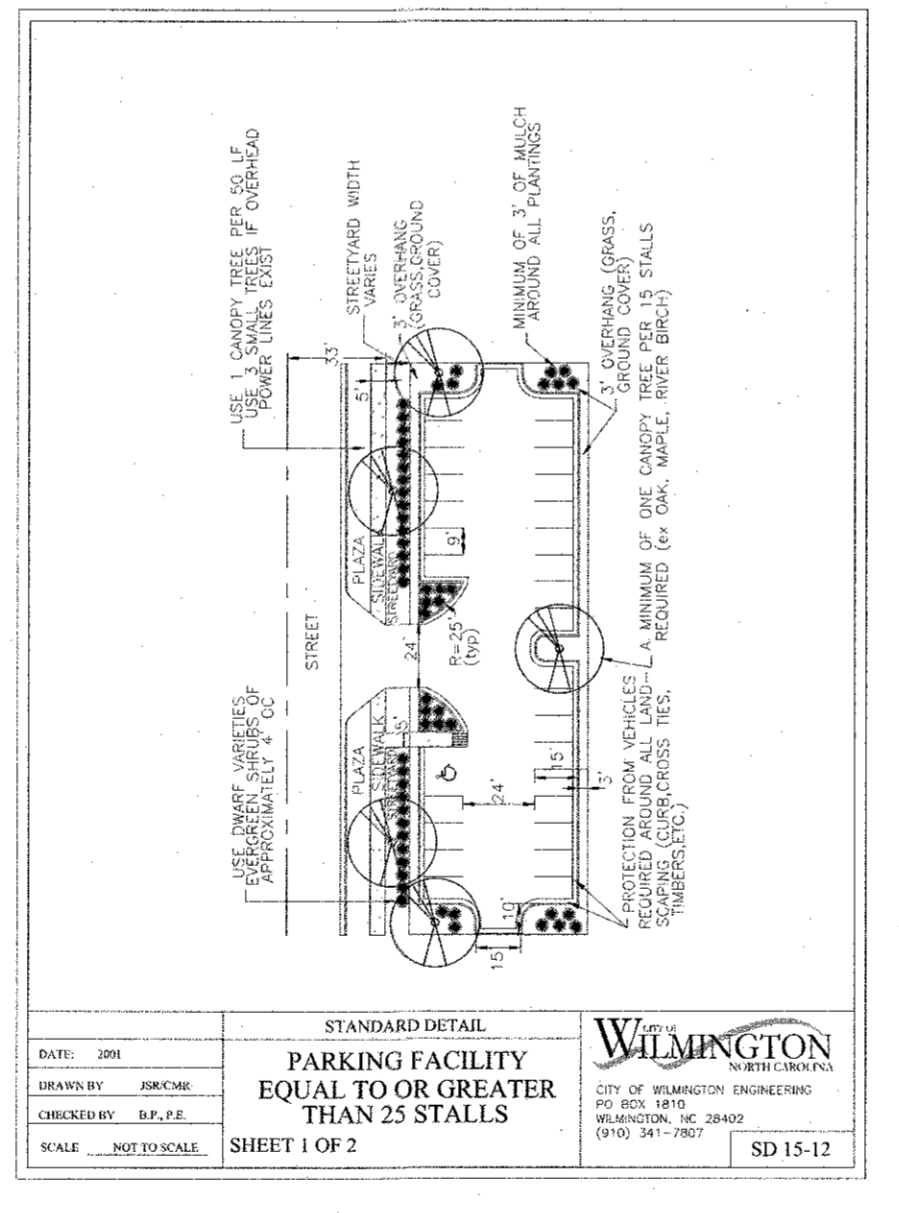 USE 1 CANOPY TREE PER 50 LF
USE 3 SMALL TREES IF OVERHEAD
POWER LINES EXIST
STREETYARD WIDTH
VARIES
3' OVERHANG
(GRASS,GROUND
COVER)
MINIMUM OF 3' OF MULCH
AROUND ALL PLANTINGS
3' OVERHANG (GRASS,
GROUND COVER)
A MINIMUM OF ONE CANOPY TREE PER 15 STALLS
REQUIRED (ex OAK, MAPLE, RIVER BIRCH)
33'
5'
PLAZA
SIDEWALK
STREETYARD
9'
STREET
24'
R=25'
(typ)
USE DWARF VARIETIES
EVERGREEN SHRUBS OF
APPROXIMATELY 4' OC
PLAZA
SIDEWALK
STREETYARD
5'
24'
15'
3'
10'
15'
PROTECTION FROM VEHICLES
REQUIRED AROUND ALL LAND-
SCAPING (CURB,CROSS TIES,
TIMBERS,ETC.)
DATE: 2001
DRAWN BY JSR/CMR
CHECKED BY B.P., P.E.
SCALE NOT TO SCALE
STANDARD DETAIL
PARKING FACILITY
EQUAL TO OR GREATER
THAN 25 STALLS
SHEET 1 OF 2
CITY OF
WILMINGTON
NORTH CAROLINA
CITY OF WILMINGTON ENGINEERING
PO BOX 1810
WILMINGTON, NC 28402
(910) 341-7807
SD 15-12